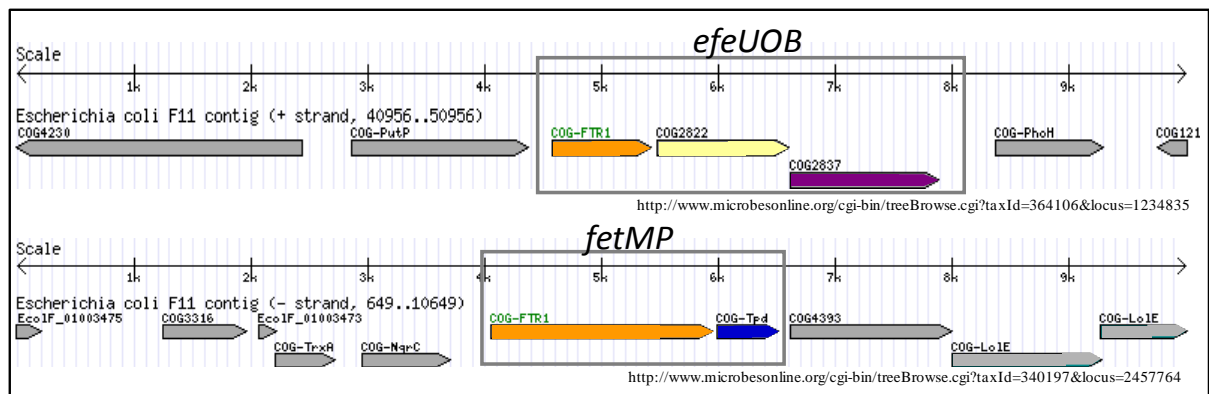 efeUOB
Scale
1k 2k 3k 4k 5k 6k 7k 8k 9k
Escherichia coli F11 contig (+ strand, 40956..50956)
COG4230 COG-PutP COG-FTR1 COG2822 COG-PhoH COG121
COG2837
http://www.microbesonline.org/cgi-bin/treeBrowse.cgi?taxId=364106&locus=1234835
fetMP
Scale
1k 2k 3k 4k 5k 6k 7k 8k 9k
Escherichia coli F11 contig (- strand, 649..10649)
EcolF_01003475 COG3316 EcolF_01003473 COG-FTR1 COG-Tpd COG4393 COG-LolE
COG-TrxA COG-NqrC COG-LolE
http://www.microbesonline.org/cgi-bin/treeBrowse.cgi?taxId=340197&locus=2457764